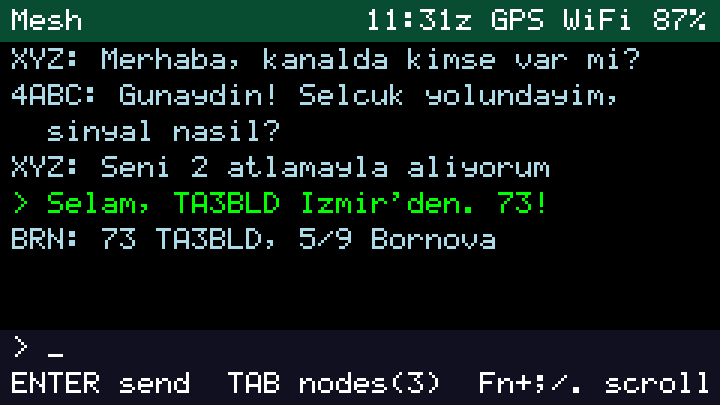 Mesh 11:31z GPS WiFi 87%
XYZ: Merhaba, kanalda kimse var mi?
4ABC: Gunaydin! Selcuk yolundayim,
sinyal nasil?
XYZ: Seni 2 atlamayla aliyorum
> Selam, TA3BLD Izmir'den. 73!
BRN: 73 TA3BLD, 5/9 Bornova
> _
ENTER send TAB nodes(3) Fn+;/. scroll